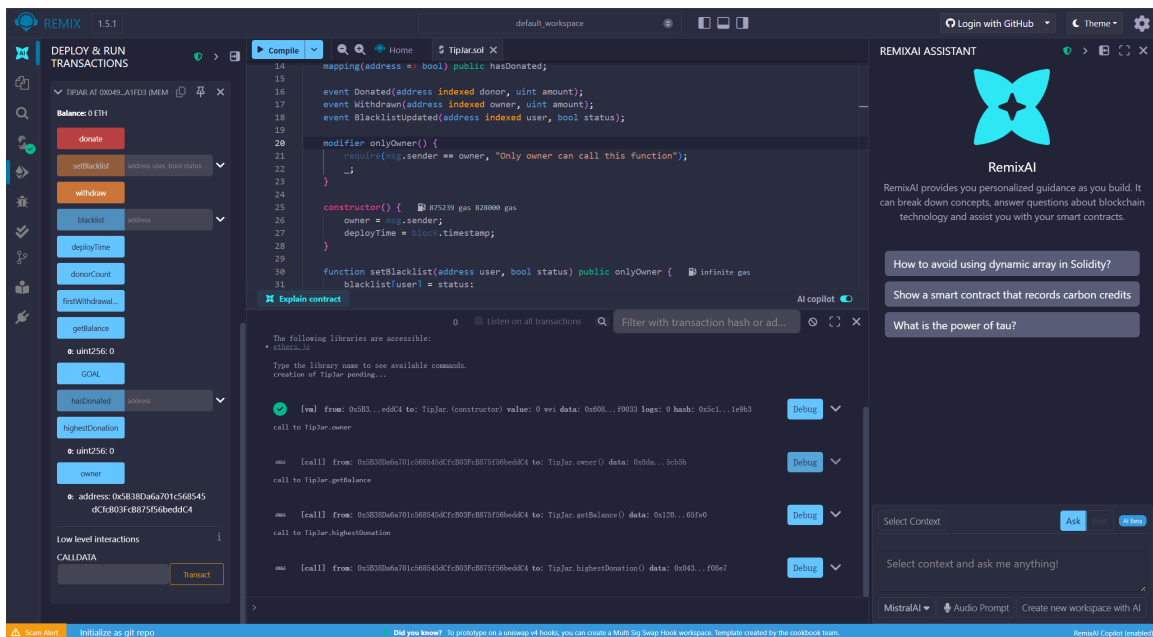 REMIX 1.5.1
default_workspace
Login with GitHub
Theme
DEPLOY & RUN
TRANSACTIONS
TIPJAR AT 0X049...A1FD3 (MEM
Balance: 0 ETH
donate
setBlacklist address user, bool status
withdraw
blacklist address
deployTime
donorCount
firstWithdrawal...
getBalance
0: uint256: 0
GOAL
hasDonated address
highestDonation
0: uint256: 0
owner
0: address: 0x5B38Da6a701c568545
dCfcB03FcB875f56beddC4
Low level interactions
CALLDATA
Transact
Compile
Home
TipJar.sol
14 mapping(address => bool) public hasDonated;
15
16 event Donated(address indexed donor, uint amount);
17 event Withdrawn(address indexed owner, uint amount);
18 event BlacklistUpdated(address indexed user, bool status);
19
20 modifier onlyOwner() {
21 require(msg.sender == owner, "Only owner can call this function");
22 _;
23 }
24
25 constructor() { 875239 gas 828000 gas
26 owner = msg.sender;
27 deployTime = block.timestamp;
28 }
29
30 function setBlacklist(address user, bool status) public onlyOwner { infinite gas
31 blacklist[user] = status;
Explain contract
AI copilot
0 Listen on all transactions Filter with transaction hash or ad...
The following libraries are accessible:
ethers.js
Type the library name to see available commands.
creation of TipJar pending...
[vm] from: 0x5B3...eddC4 to: TipJar.(constructor) value: 0 wei data: 0x608...f0033 logs: 0 hash: 0x5c1...1e9b3 Debug
call to TipJar.owner
[call] from: 0x5B38Da6a701c568545dCfcB03FcB875f56beddC4 to: TipJar.owner() data: 0x8da...5cb5b Debug
call to TipJar.getBalance
[call] from: 0x5B38Da6a701c568545dCfcB03FcB875f56beddC4 to: TipJar.getBalance() data: 0x120...65fe0 Debug
call to TipJar.highestDonation
[call] from: 0x5B38Da6a701c568545dCfcB03FcB875f56beddC4 to: TipJar.highestDonation() data: 0x043...f08e7 Debug
>
REMIXAI ASSISTANT
RemixAI
RemixAI provides you personalized guidance as you build. It
can break down concepts, answer questions about blockchain
technology and assist you with your smart contracts.
How to avoid using dynamic array in Solidity?
Show a smart contract that records carbon credits
What is the power of tau?
Select Context
Ask Edit AI Beta
Select context and ask me anything!
MistralAI Audio Prompt Create new workspace with AI
Scam Alert Initialize as git repo
Did you know? To prototype on a uniswap v4 hooks, you can create a Multi Sig Swap Hook workspace. Template created by the cookbook team.
RemixAI Copilot (enabled)